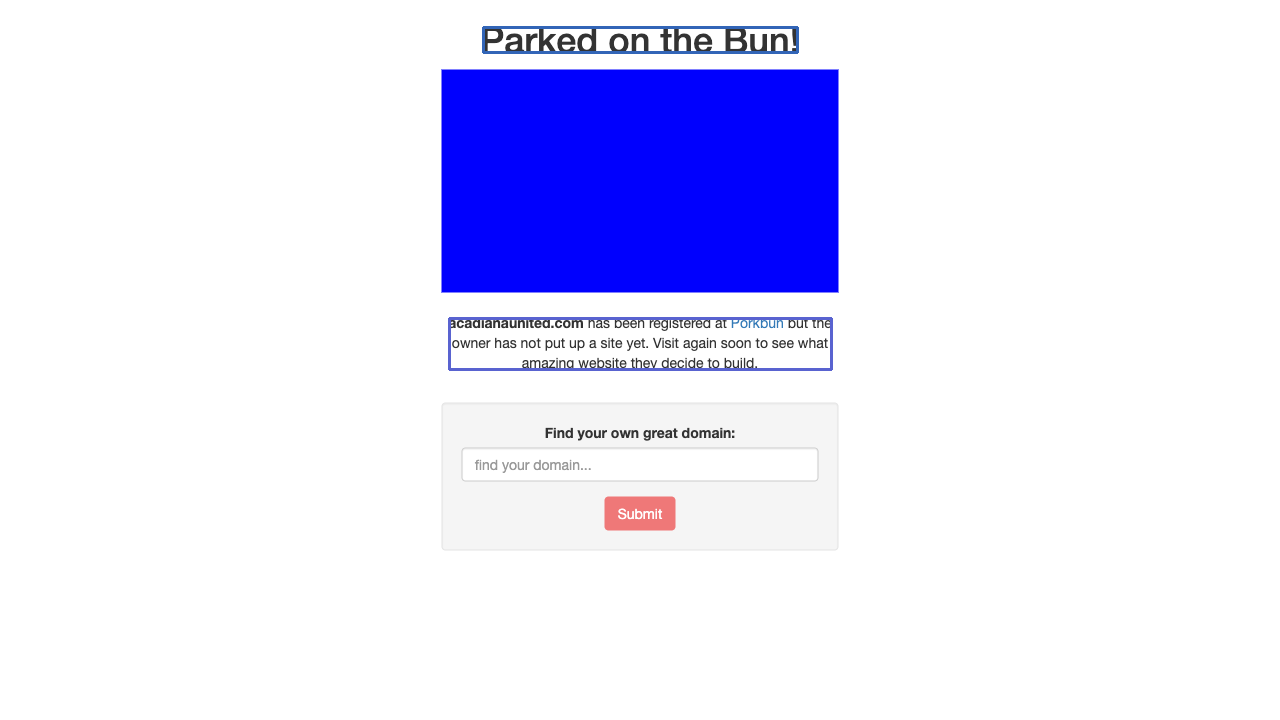 Parked on the Bun!
acadianaunited.com has been registered at Porkbun but the
owner has not put up a site yet. Visit again soon to see what
amazing website they decide to build.
Find your own great domain:
find your domain...
Submit